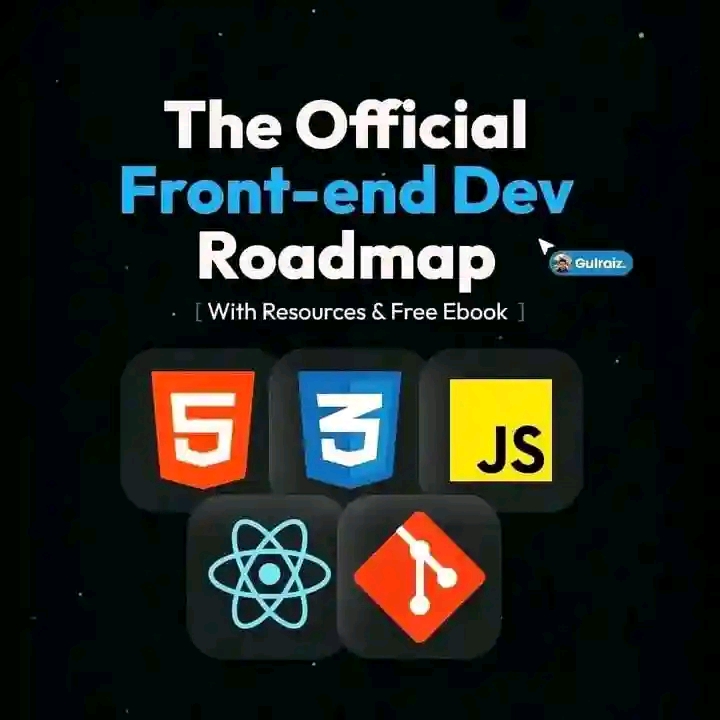 The Official
Front-end Dev
Roadmap
Gulraiz.
[ With Resources & Free Ebook ]
5
3
JS